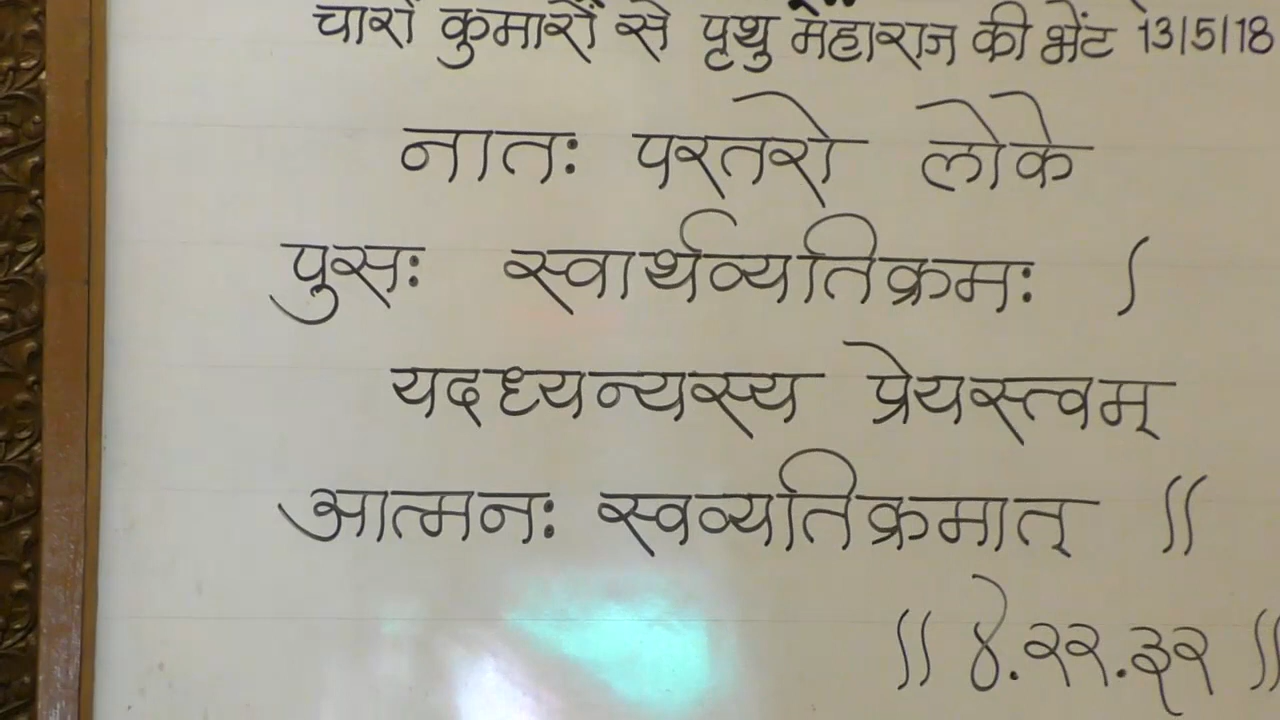 चारों कुमारों से पृथु महाराज की भेंट 13/5/18
नातः परतरो लोके
पुसः स्वार्थव्यतिक्रमः ।
यदध्यन्यस्य प्रेयस्त्वम्
आत्मनः स्वव्यतिक्रमात् ॥
॥ ४.२२.३२ ॥